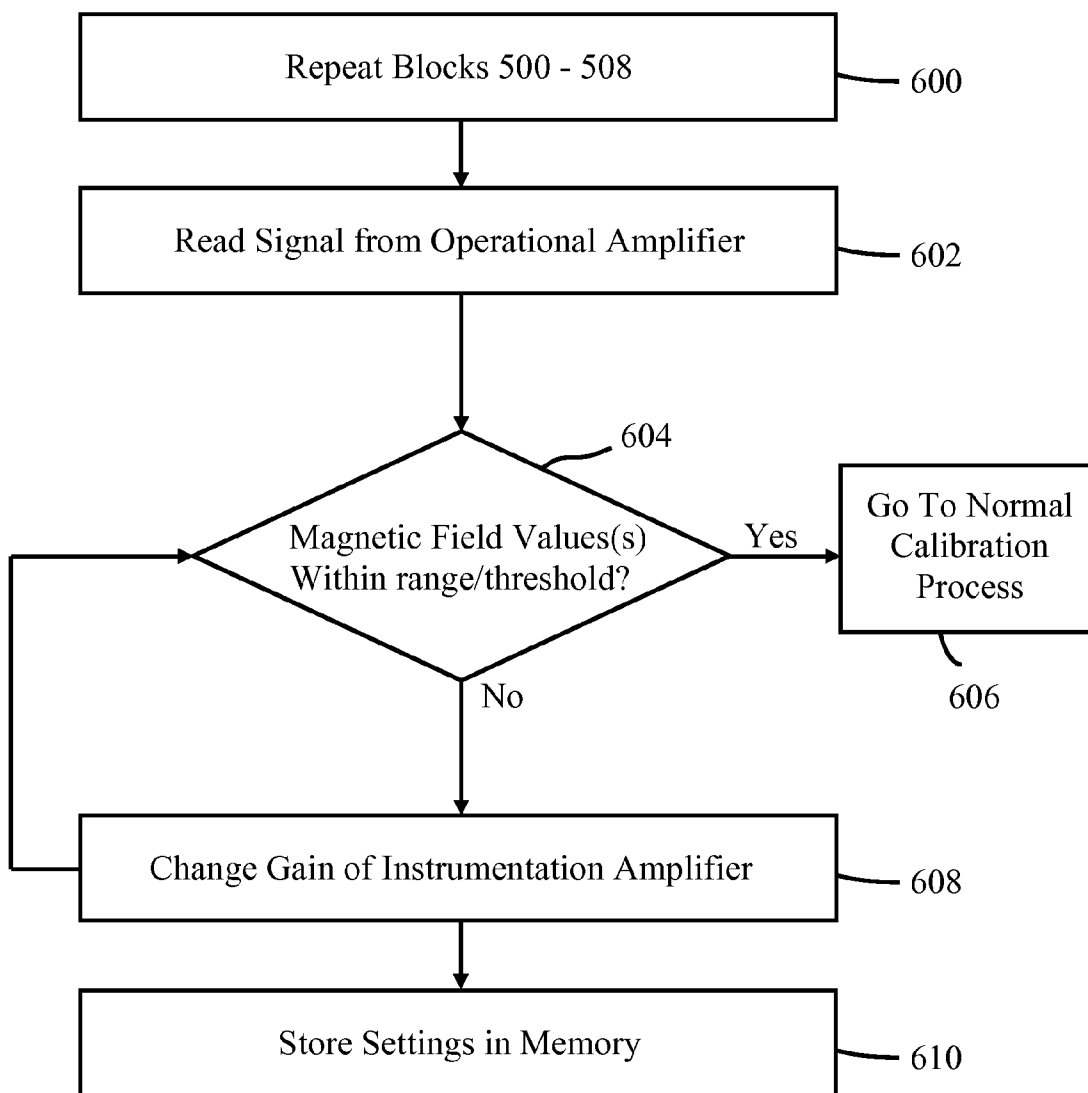 Repeat Blocks 500 - 508
600
Read Signal from Operational Amplifier
602
604
Magnetic Field Values(s)
Within range/threshold?
Yes
Go To Normal
Calibration
Process
606
No
Change Gain of Instrumentation Amplifier
608
Store Settings in Memory
610